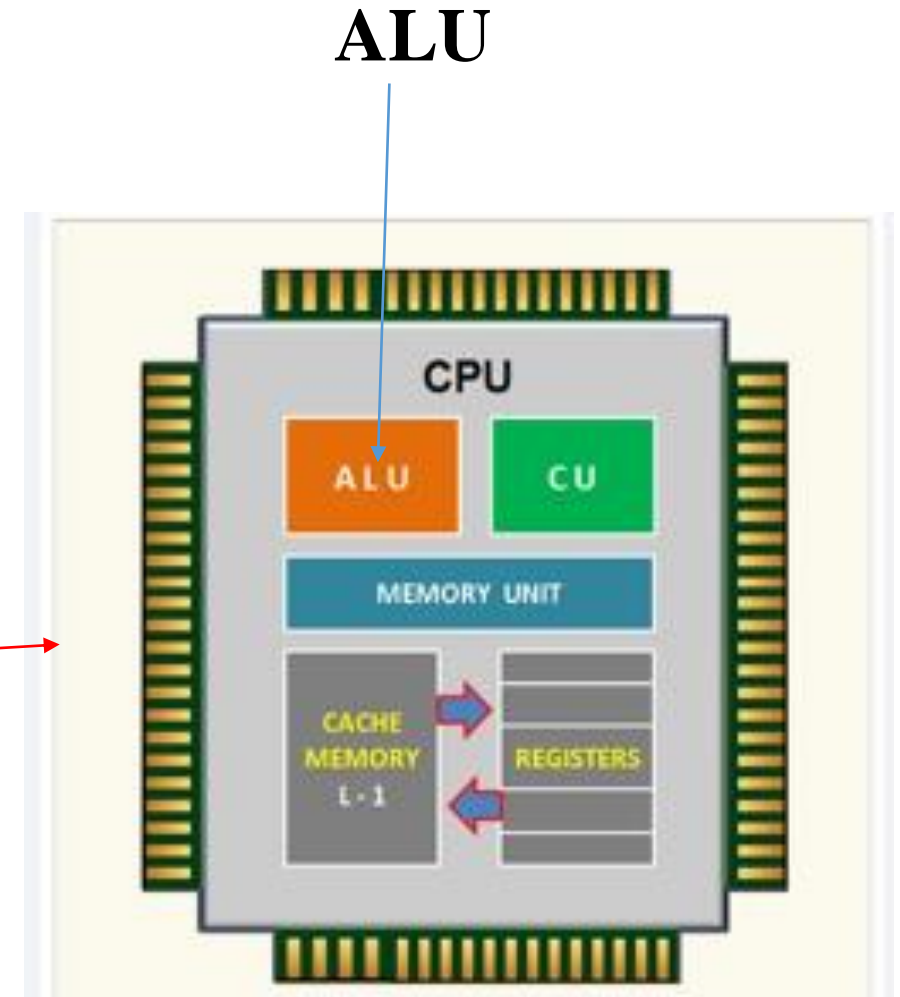 ALU
CPU
ALU
CU
MEMORY UNIT
CACHE
MEMORY
L - 1
REGISTERS